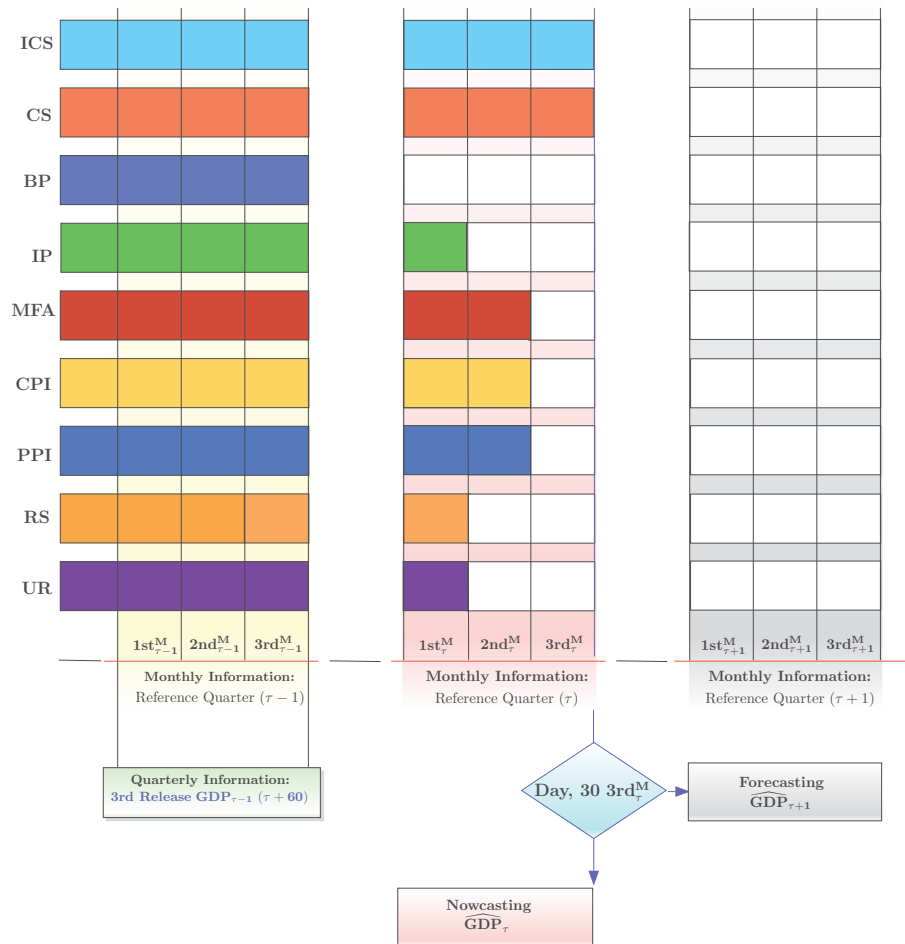 ICS
CS
BP
IP
MFA
CPI
PPI
RS
UR
1st^M_{τ−1} 2nd^M_{τ−1} 3rd^M_{τ−1} 1st^M_τ 2nd^M_τ 3rd^M_τ 1st^M_{τ+1} 2nd^M_{τ+1} 3rd^M_{τ+1}
Monthly Information:
Reference Quarter (τ − 1)
Monthly Information:
Reference Quarter (τ)
Monthly Information:
Reference Quarter (τ + 1)
Quarterly Information:
3rd Release GDP_{τ−1} (τ + 60)
Day, 30 3rd^M_τ
Forecasting
\widehat{GDP}_{τ+1}
Nowcasting
\widehat{GDP}_τ